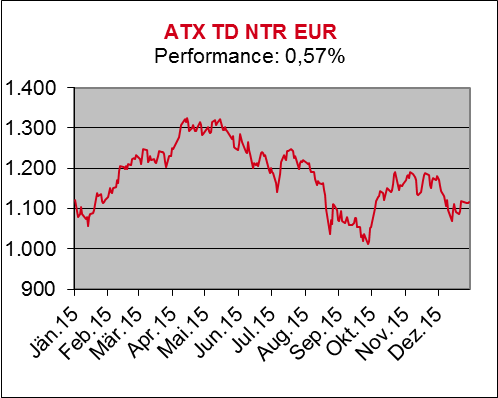 ATX TD NTR EUR
Performance: 0,57%
1.400
1.300
1.200
1.100
1.000
900
Jän.15
Feb.15
Mär.15
Apr.15
Mai.15
Jun.15
Jul.15
Aug.15
Sep.15
Okt.15
Nov.15
Dez.15